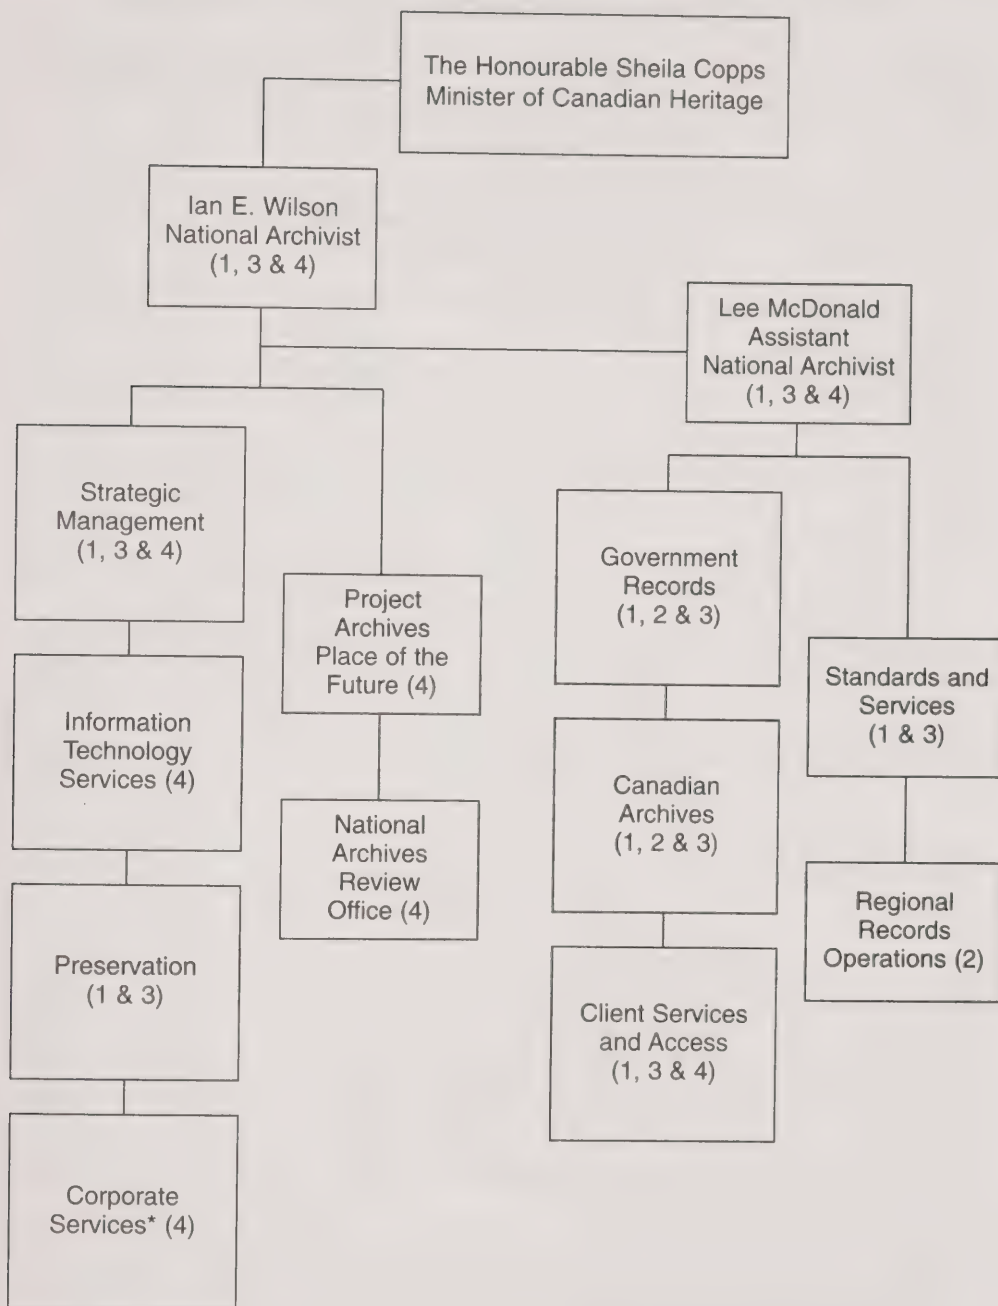 The Honourable Sheila Copps
Minister of Canadian Heritage
Ian E. Wilson
National Archivist
(1, 3 & 4)
Lee McDonald
Assistant
National Archivist
(1, 3 & 4)
Strategic
Management
(1, 3 & 4)
Information
Technology
Services (4)
Preservation
(1 & 3)
Corporate
Services* (4)
Project
Archives
Place of the
Future (4)
National
Archives
Review
Office (4)
Government
Records
(1, 2 & 3)
Canadian
Archives
(1, 2 & 3)
Client Services
and Access
(1, 3 & 4)
Standards and
Services
(1 & 3)
Regional
Records
Operations (2)